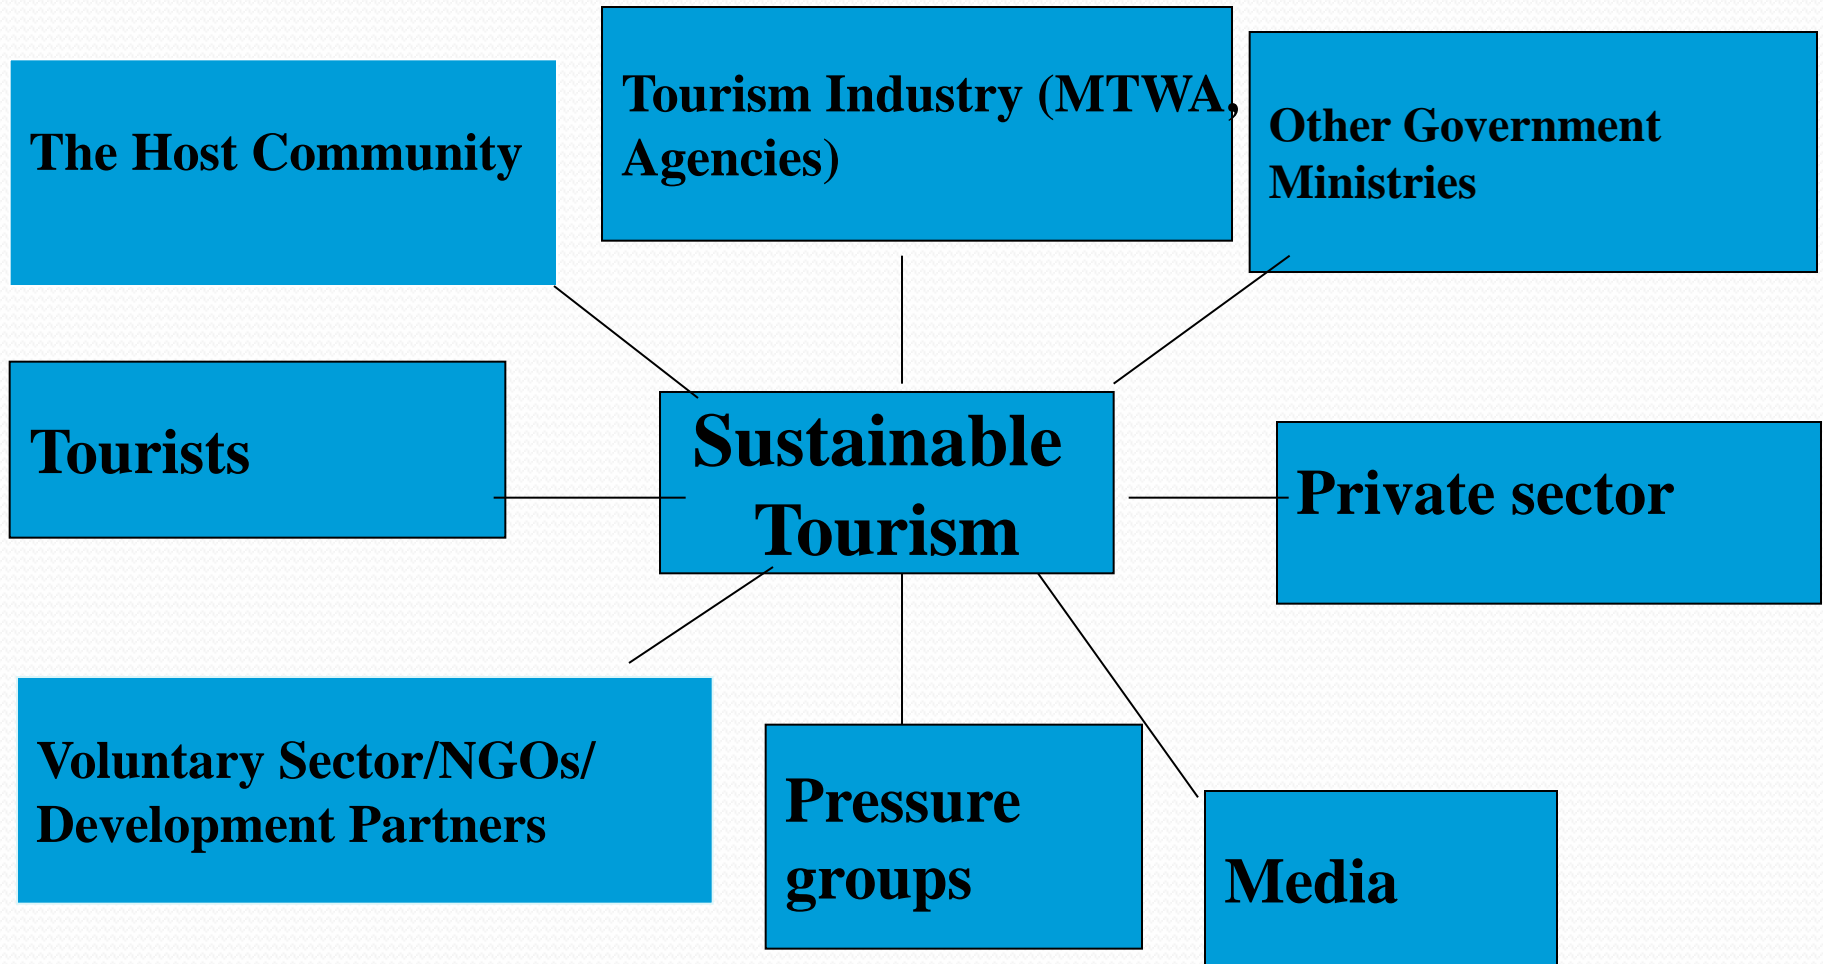 The Host Community
Tourism Industry (MTWA,
Agencies)
Other Government
Ministries
Tourists
Sustainable
Tourism
Private sector
Voluntary Sector/NGOs/
Development Partners
Pressure
groups
Media